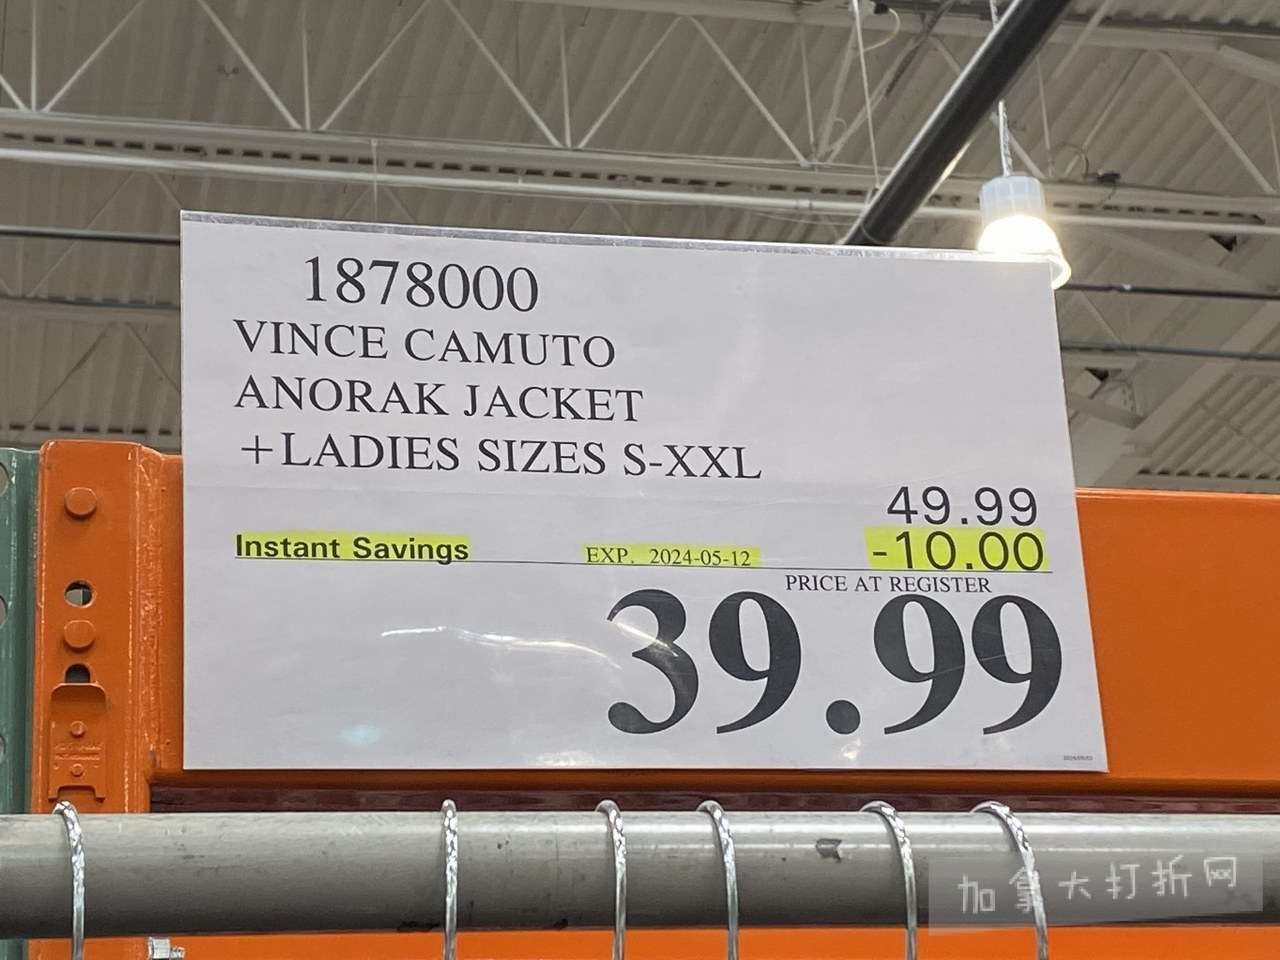 1878000
VINCE CAMUTO
ANORAK JACKET
+LADIES SIZES S-XXL
49.99
Instant Savings EXP. 2024-05-12 -10.00
PRICE AT REGISTER
39.99
加拿大打折网